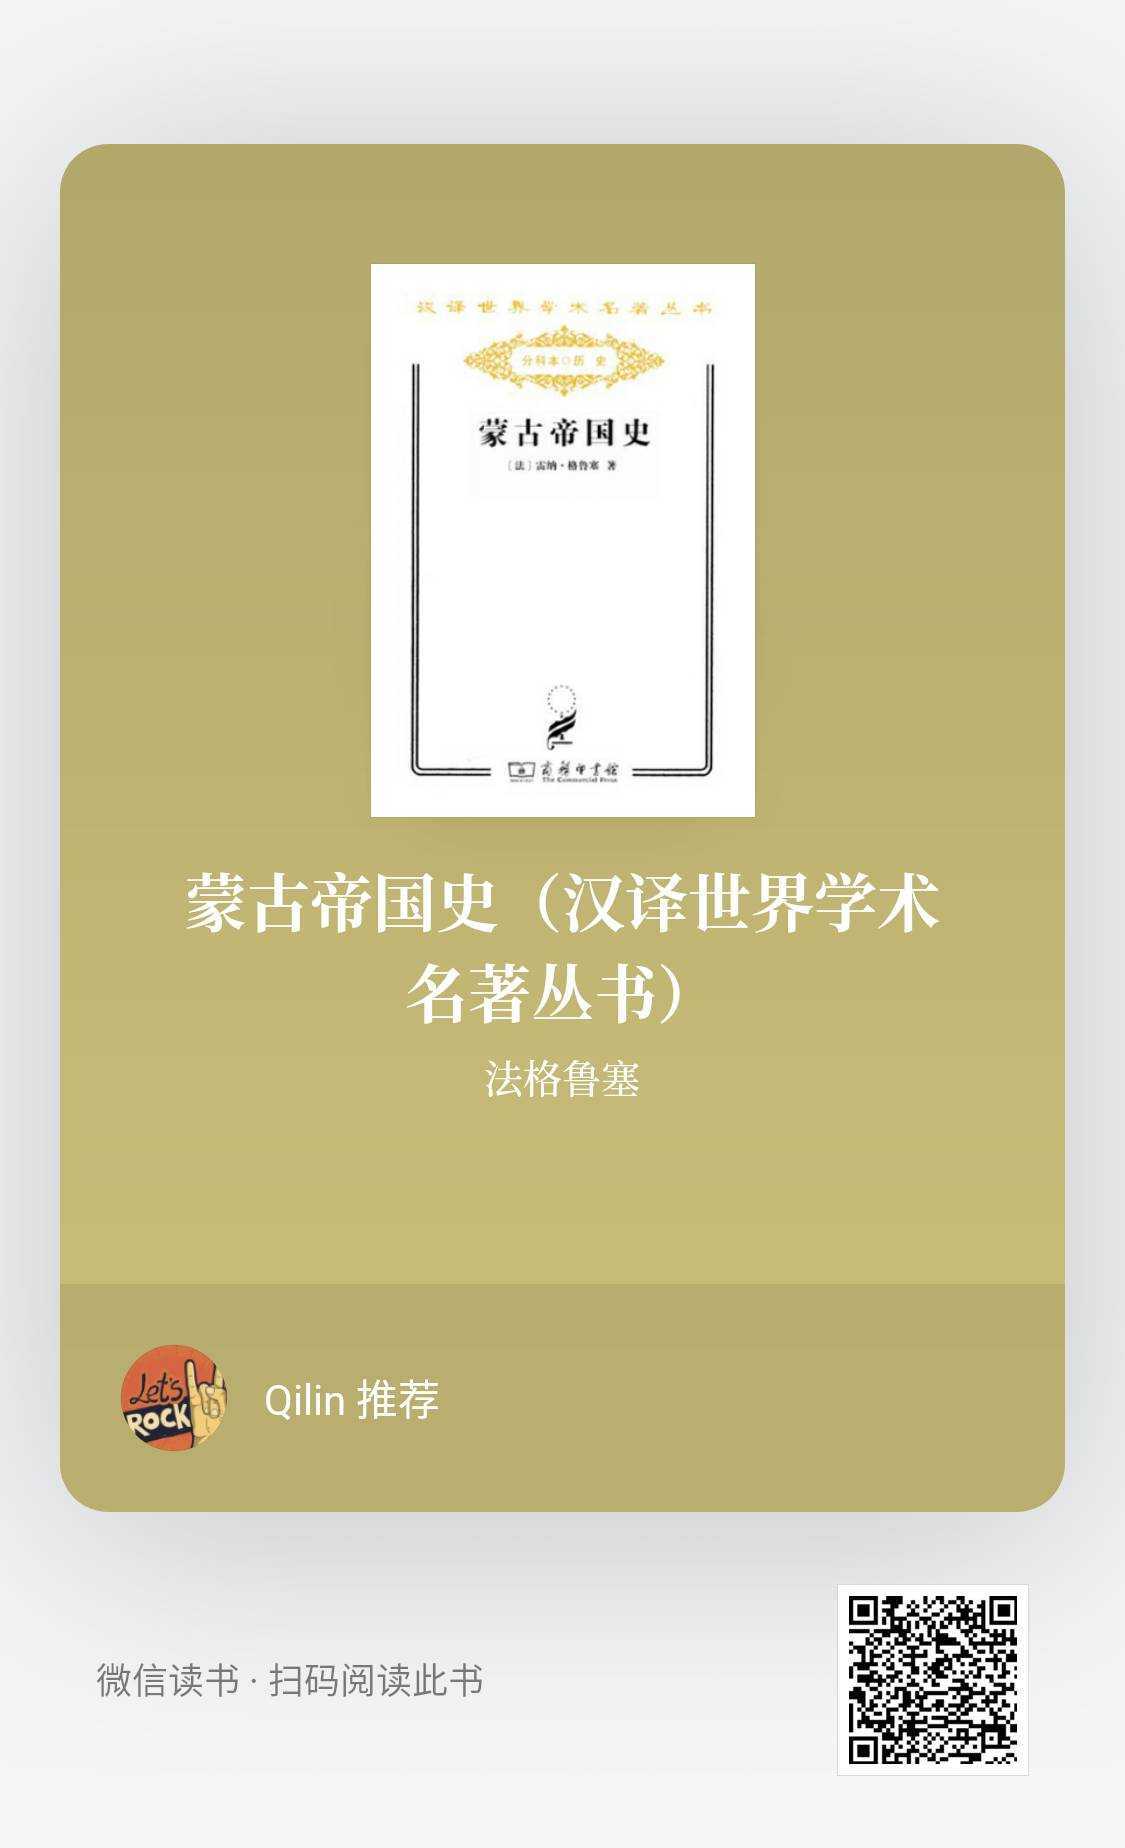 汉译世界学术名著丛书
分科本○历 史
蒙古帝国史
〔法〕雷纳·格鲁塞 著
商务印书馆
The Commercial Press
蒙古帝国史（汉译世界学术
名著丛书）
法格鲁塞
Let's
ROCK
Qilin 推荐
微信读书 · 扫码阅读此书